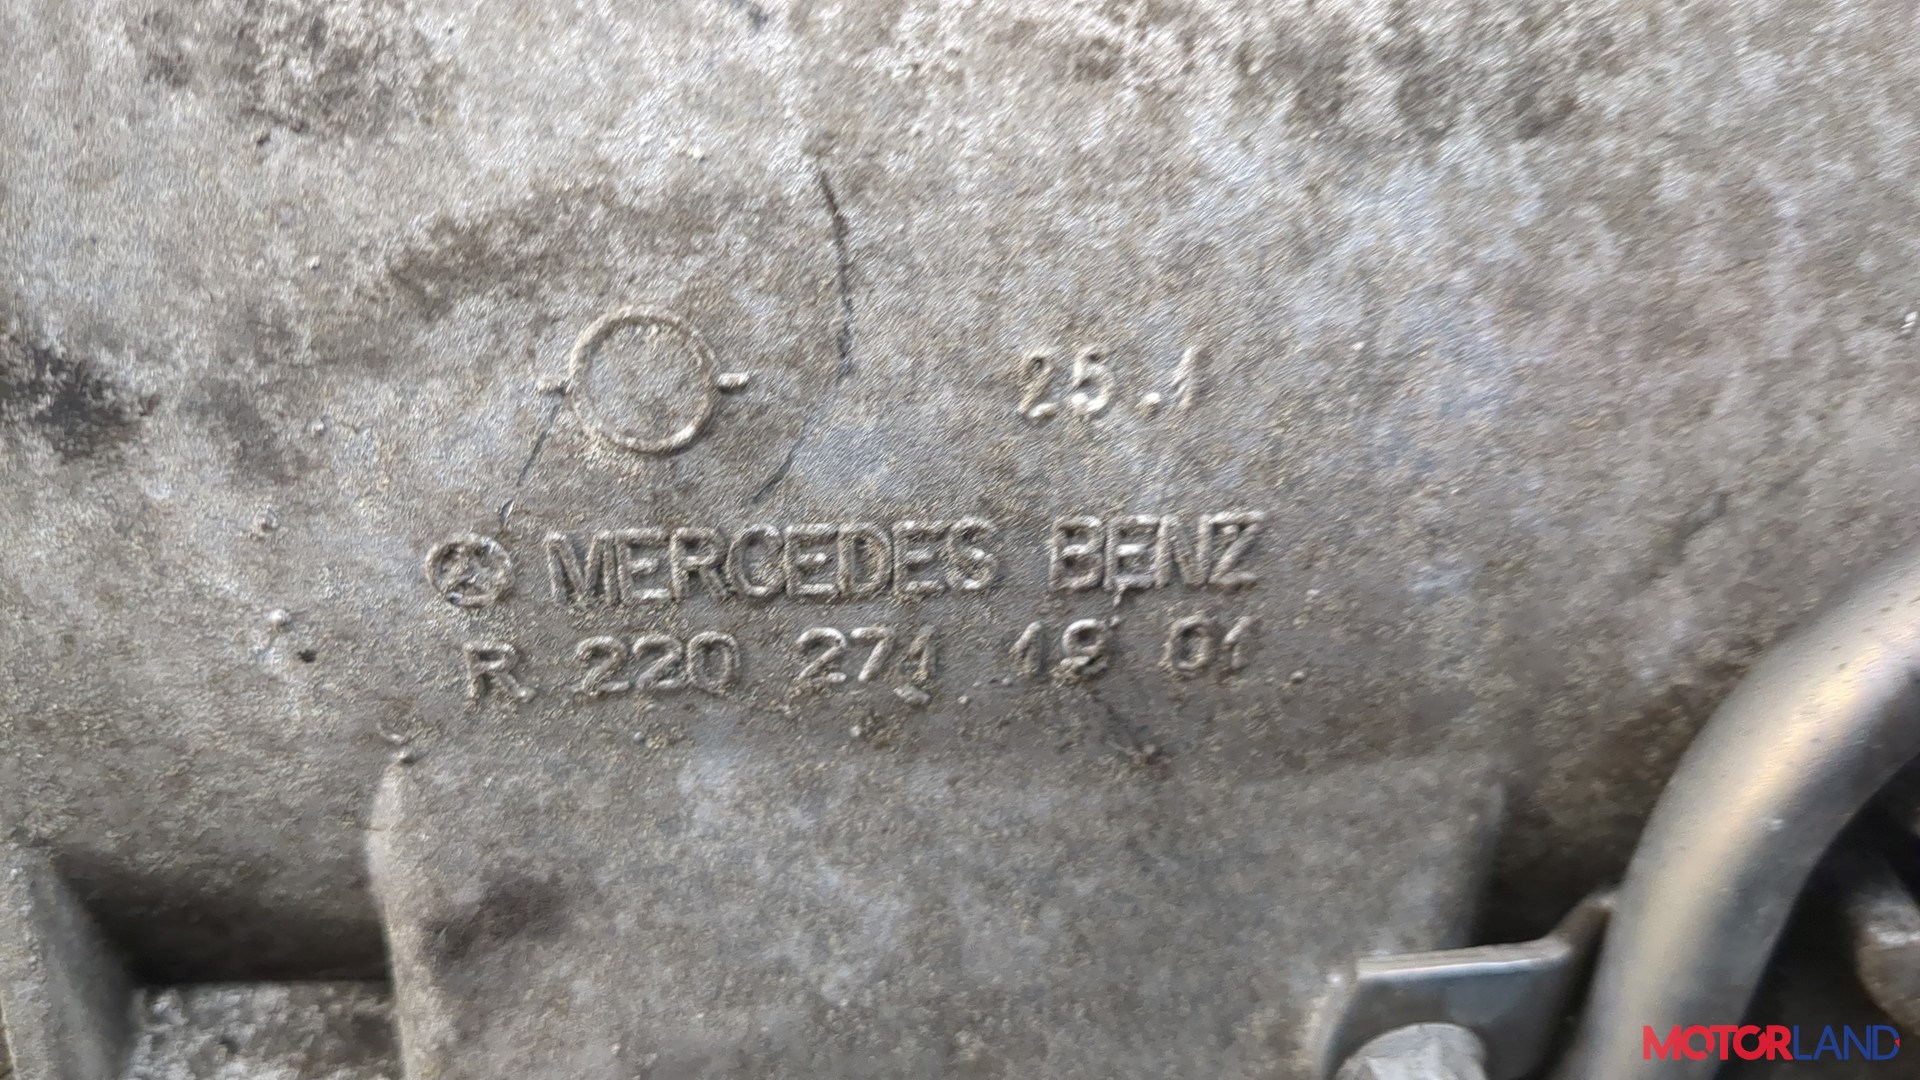 25.1
MERCEDES BENZ
R 220 271 19 01
MOTORLAND